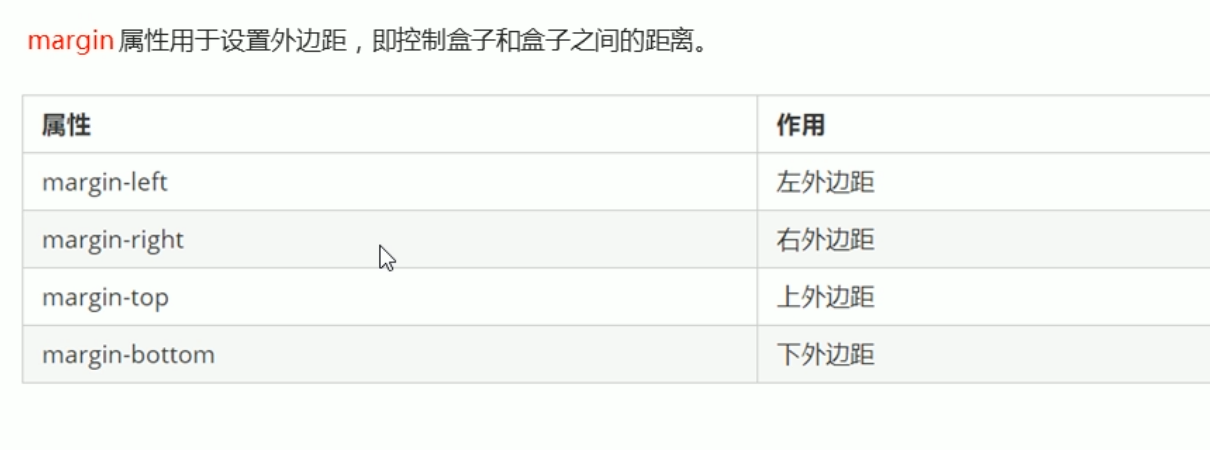 margin 属性用于设置外边距，即控制盒子和盒子之间的距离。
属性 作用
margin-left 左外边距
margin-right 右外边距
margin-top 上外边距
margin-bottom 下外边距